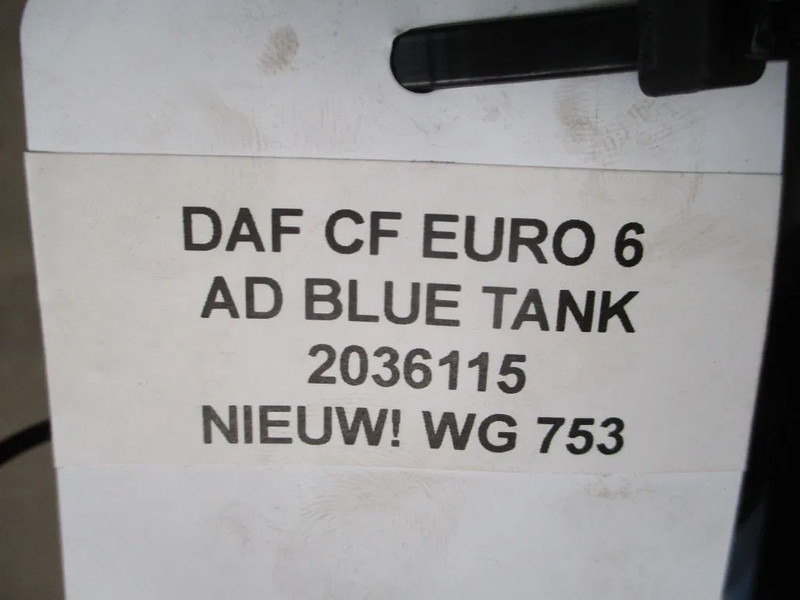 DAF CF EURO 6
AD BLUE TANK
2036115
NIEUW! WG 753